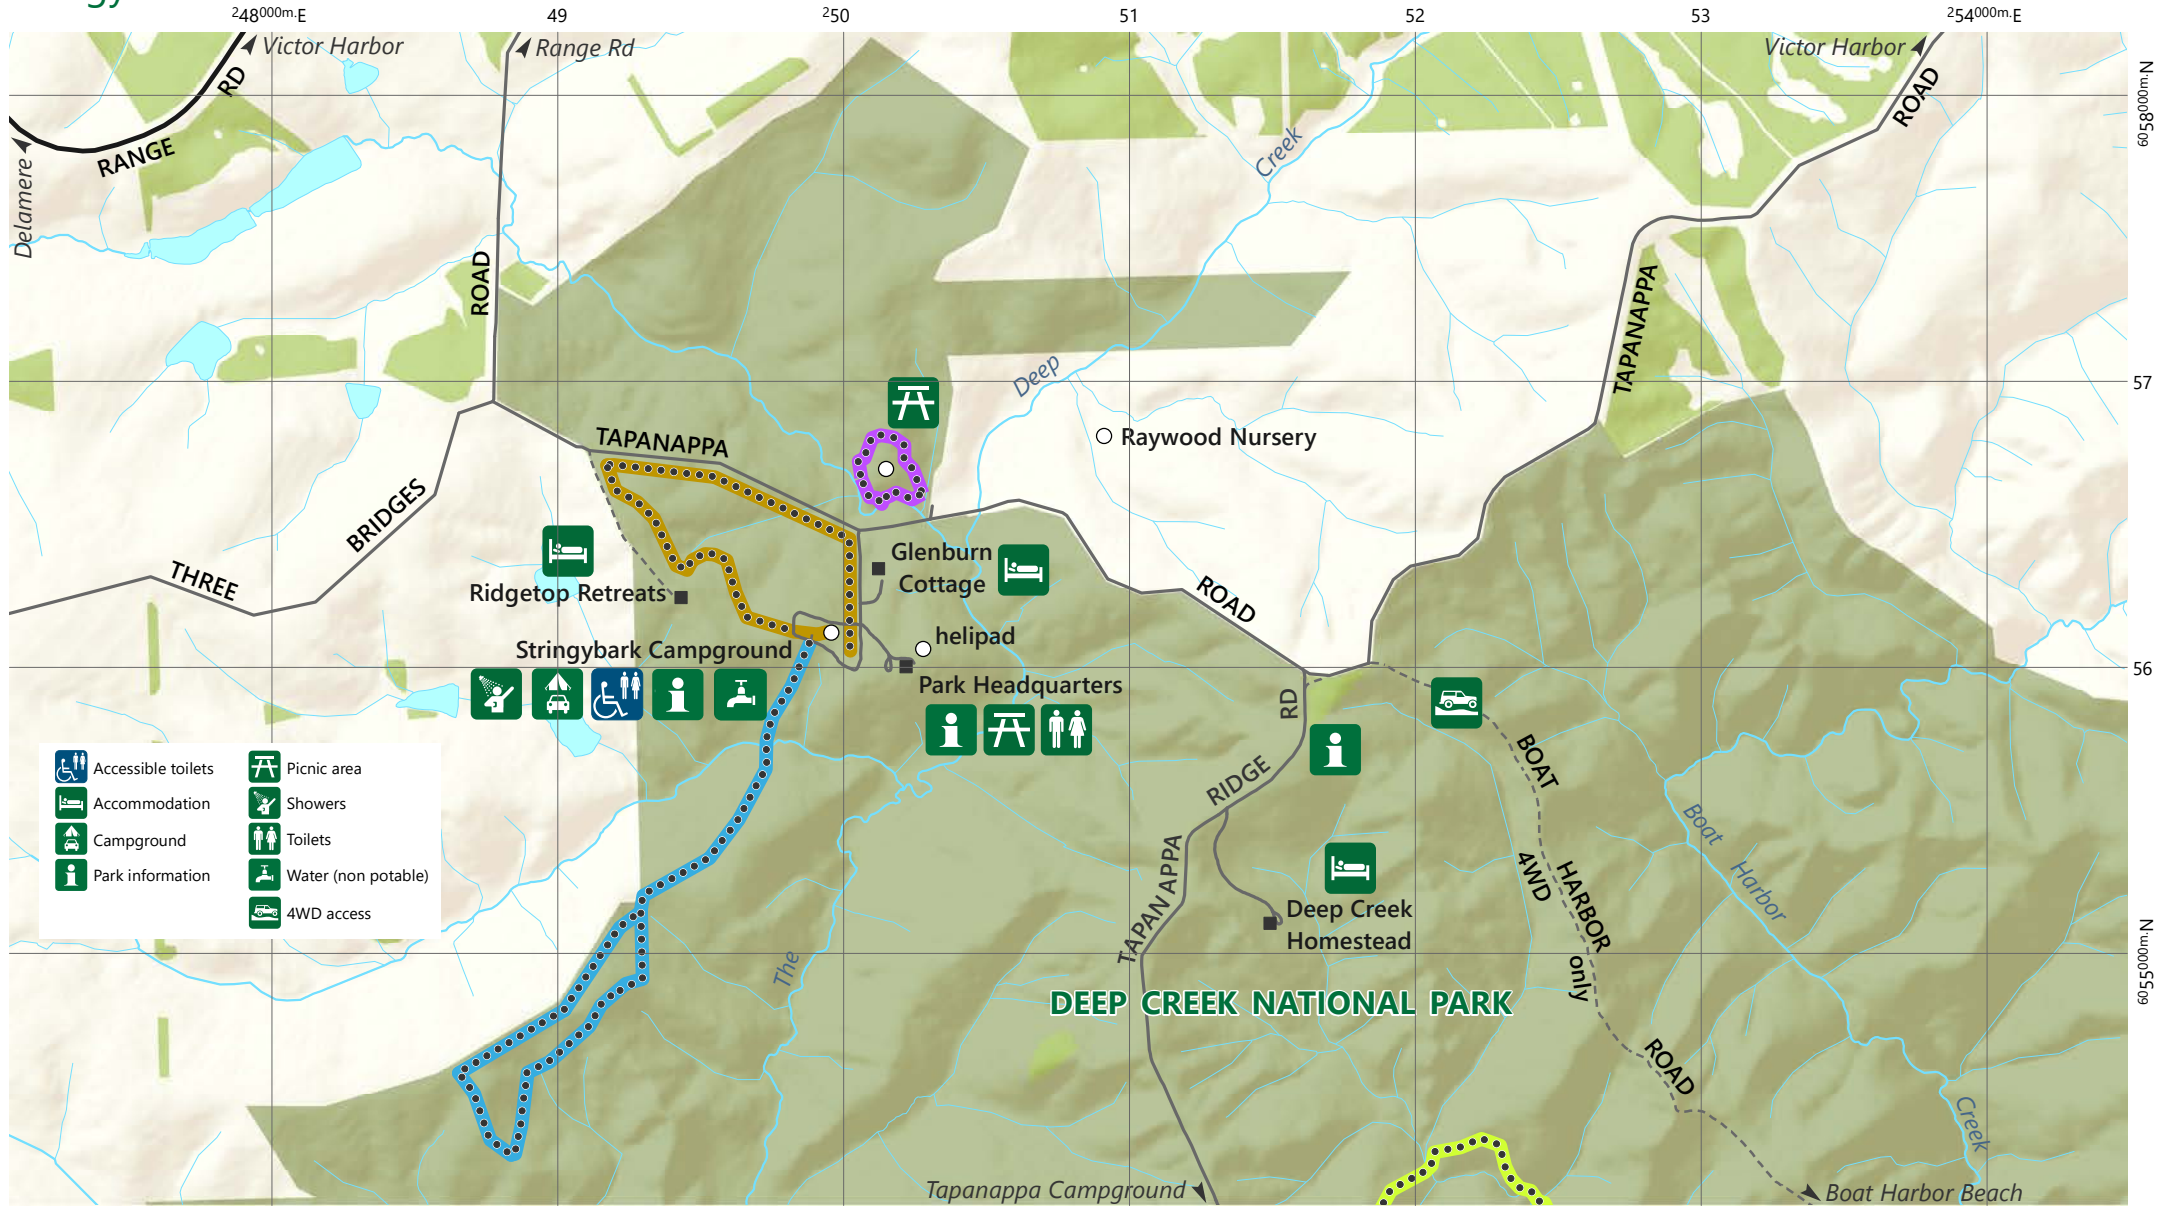 gy
²48⁰⁰⁰ᵐ·E
49
²50
51
52
53
²54⁰⁰⁰ᵐ·E
Victor Harbor
Range Rd
Victor Harbor
RD
RANGE
Delamere
ROAD
Creek
ROAD
⁶⁰58⁰⁰⁰ᵐ·N
TAPANAPPA
Deep
57
TAPANAPPA
Raywood Nursery
BRIDGES
THREE
Glenburn
Cottage
Ridgetop Retreats
ROAD
helipad
Stringybark Campground
Park Headquarters
56
RD
RIDGE
TAPANAPPA
BOAT
HARBOR
4WD
only
ROAD
Boat
Harbor
Creek
Accessible toilets
Accommodation
Campground
Park information
Picnic area
Showers
Toilets
Water (non potable)
4WD access
Deep Creek
Homestead
The
⁶⁰55⁰⁰⁰ᵐ·N
DEEP CREEK NATIONAL PARK
Tapanappa Campground
Boat Harbor Beach